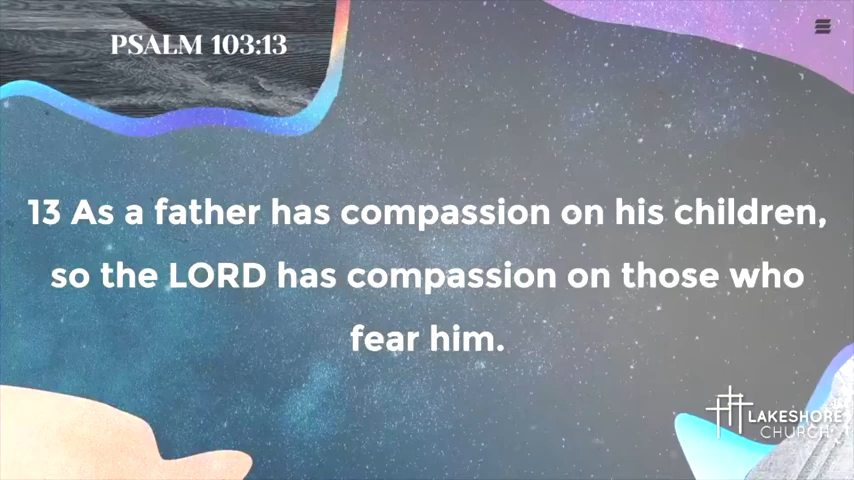 PSALM 103:13
13 As a father has compassion on his children,
so the LORD has compassion on those who
fear him.
LAKESHORE
CHURCH